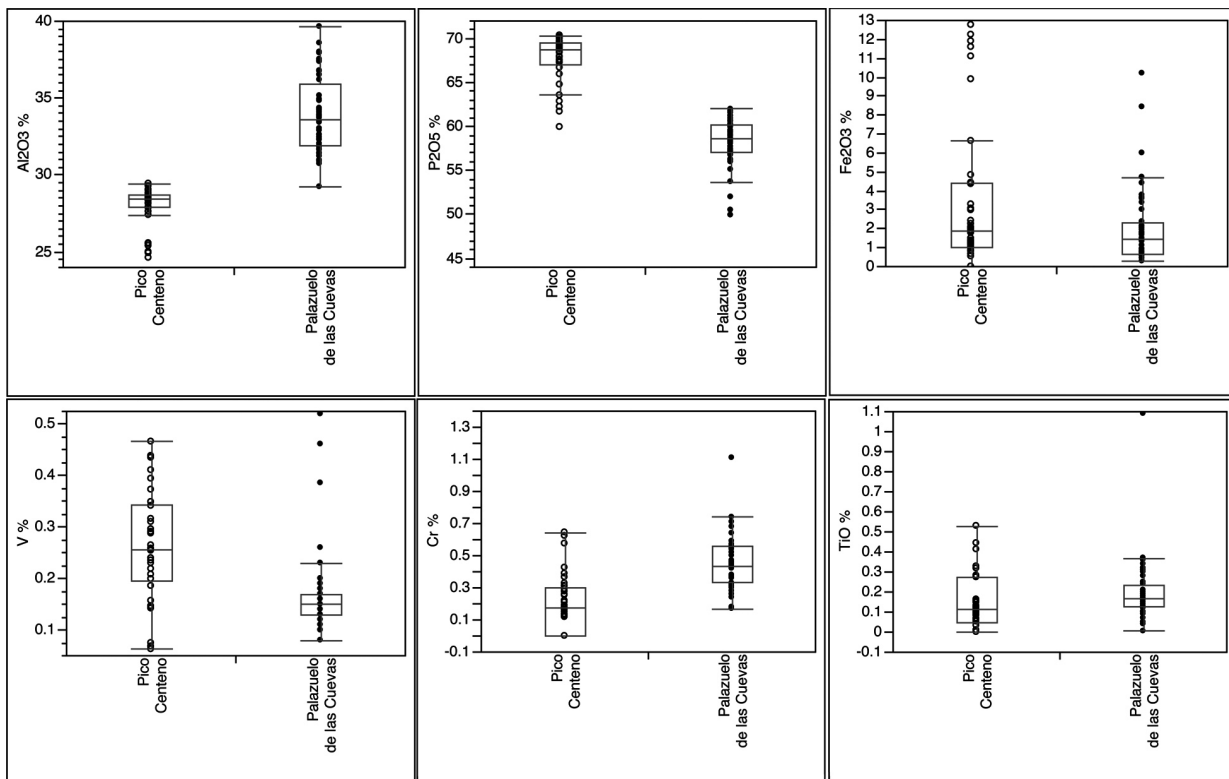 Al2O3 %
40
35
30
25
Pico
Centeno
Palazuelo
de las Cuevas
P2O5 %
70
65
60
55
50
45
Pico
Centeno
Palazuelo
de las Cuevas
Fe2O3 %
13
12
11
10
9
8
7
6
5
4
3
2
1
0
Pico
Centeno
Palazuelo
de las Cuevas
V %
0.5
0.4
0.3
0.2
0.1
Pico
Centeno
Palazuelo
de las Cuevas
Cr %
1.3
1.1
0.9
0.7
0.5
0.3
0.1
-0.1
Pico
Centeno
Palazuelo
de las Cuevas
TiO %
1.1
1
0.9
0.8
0.7
0.6
0.5
0.4
0.3
0.2
0.1
0
-0.1
Pico
Centeno
Palazuelo
de las Cuevas